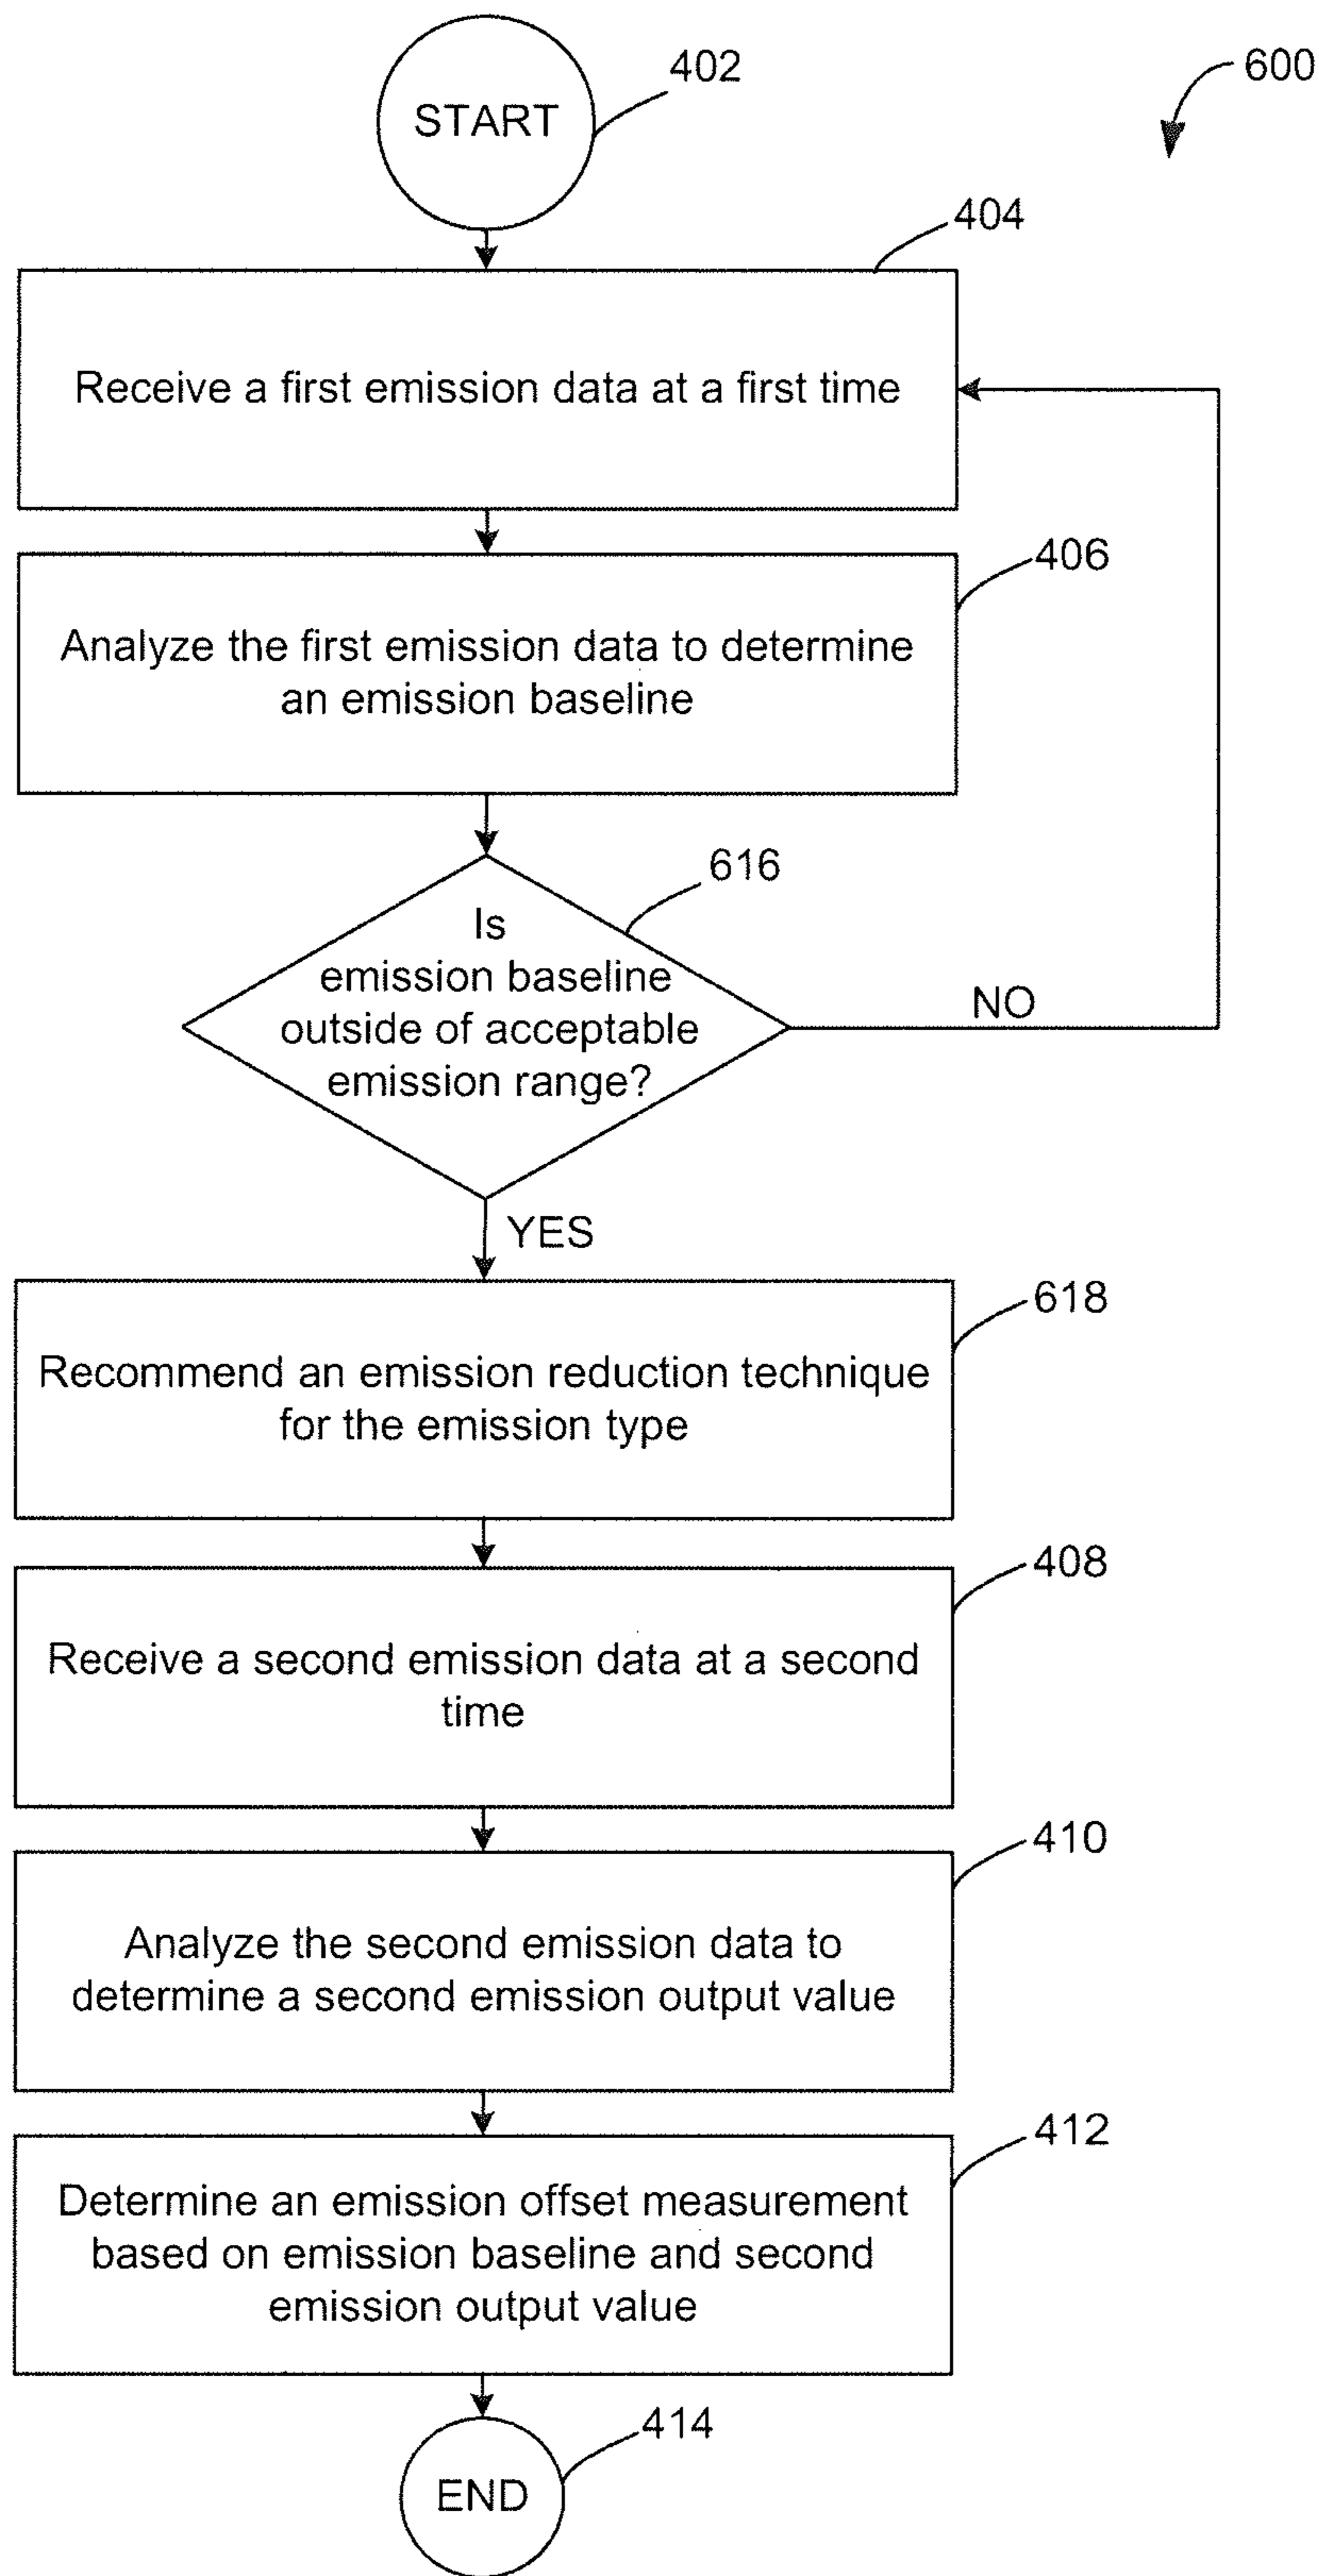 402
600
START
404
Receive a first emission data at a first time
406
Analyze the first emission data to determine
an emission baseline
616
Is
emission baseline
outside of acceptable
emission range?
NO
YES
618
Recommend an emission reduction technique
for the emission type
408
Receive a second emission data at a second
time
410
Analyze the second emission data to
determine a second emission output value
412
Determine an emission offset measurement
based on emission baseline and second
emission output value
414
END